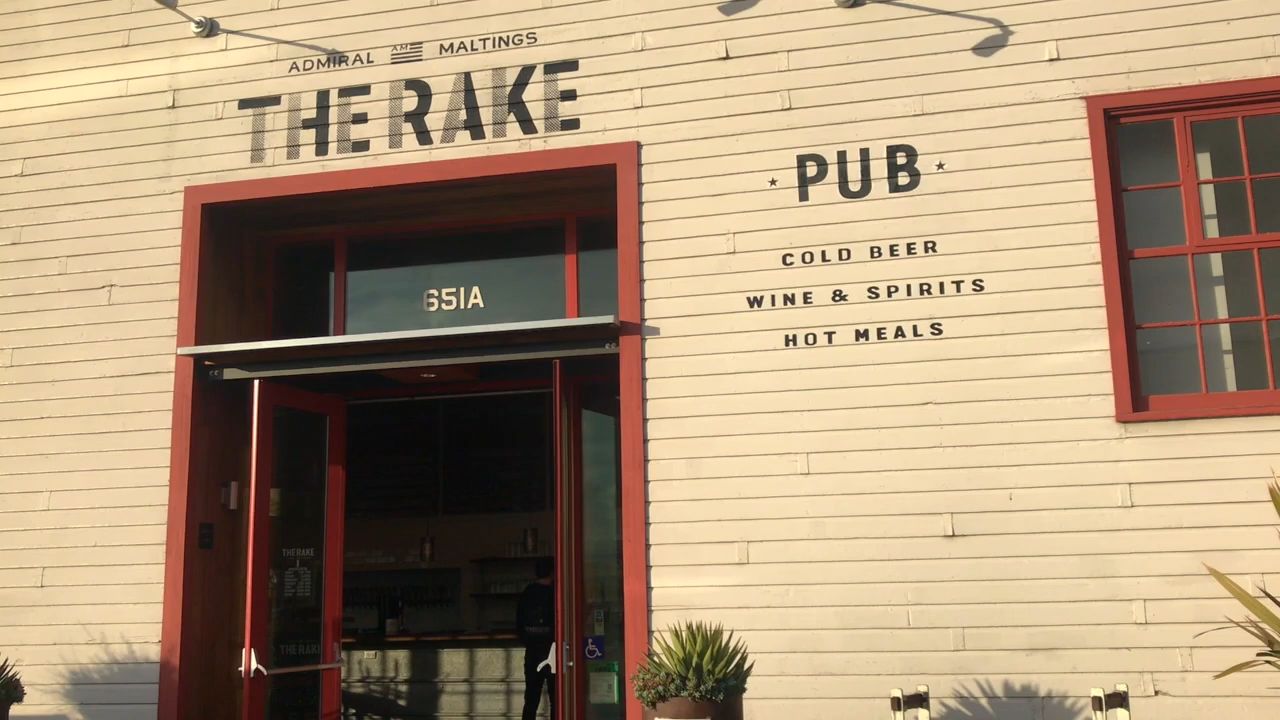 ADMIRAL AM MALTINGS
THE RAKE
PUB
COLD BEER
WINE & SPIRITS
HOT MEALS
651A
THE RAKE
THE RAKE